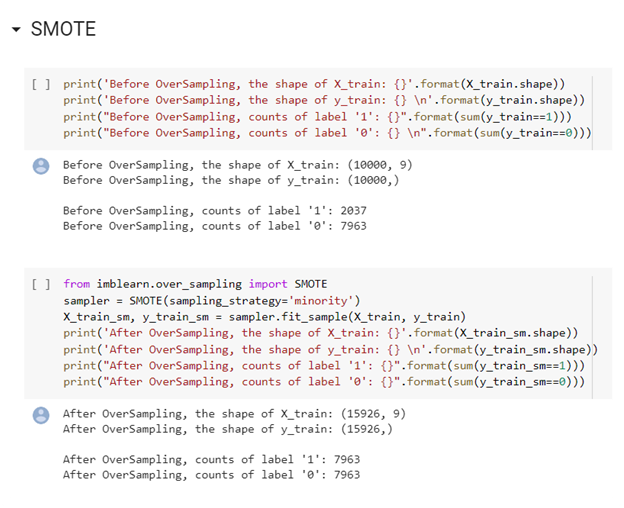 SMOTE
[ ] print('Before OverSampling, the shape of X_train: {}'.format(X_train.shape))
print('Before OverSampling, the shape of y_train: {} \n'.format(y_train.shape))
print("Before OverSampling, counts of label '1': {}".format(sum(y_train==1)))
print("Before OverSampling, counts of label '0': {} \n".format(sum(y_train==0)))
Before OverSampling, the shape of X_train: (10000, 9)
Before OverSampling, the shape of y_train: (10000,)
Before OverSampling, counts of label '1': 2037
Before OverSampling, counts of label '0': 7963
[ ] from imblearn.over_sampling import SMOTE
sampler = SMOTE(sampling_strategy='minority')
X_train_sm, y_train_sm = sampler.fit_sample(X_train, y_train)
print('After OverSampling, the shape of X_train: {}'.format(X_train_sm.shape))
print('After OverSampling, the shape of y_train: {} \n'.format(y_train_sm.shape))
print("After OverSampling, counts of label '1': {}".format(sum(y_train_sm==1)))
print("After OverSampling, counts of label '0': {}".format(sum(y_train_sm==0)))
After OverSampling, the shape of X_train: (15926, 9)
After OverSampling, the shape of y_train: (15926,)
After OverSampling, counts of label '1': 7963
After OverSampling, counts of label '0': 7963